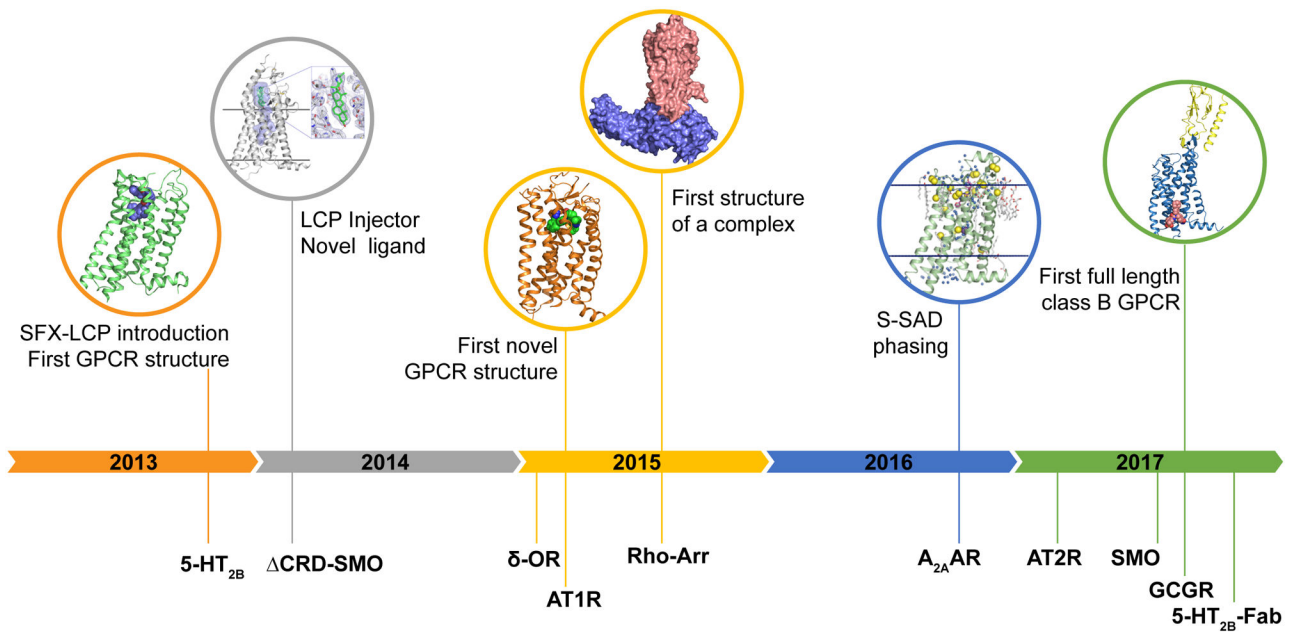 LCP Injector
Novel ligand
First structure
of a complex
SFX-LCP introduction
First GPCR structure
First novel
GPCR structure
S-SAD
phasing
First full length
class B GPCR
2013
2014
2015
2016
2017
5-HT2B
ΔCRD-SMO
δ-OR
AT1R
Rho-Arr
A2AAR
AT2R
SMO
GCGR
5-HT2B-Fab